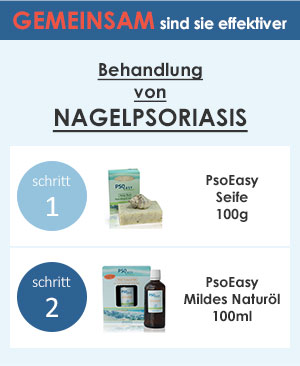 GEMEINSAM sind sie effektiver
Behandlung
von
NAGELPSORIASIS
schritt
1
PsoEasy
Seife
100g
schritt
2
PsoEasy
Mildes Naturöl
100ml